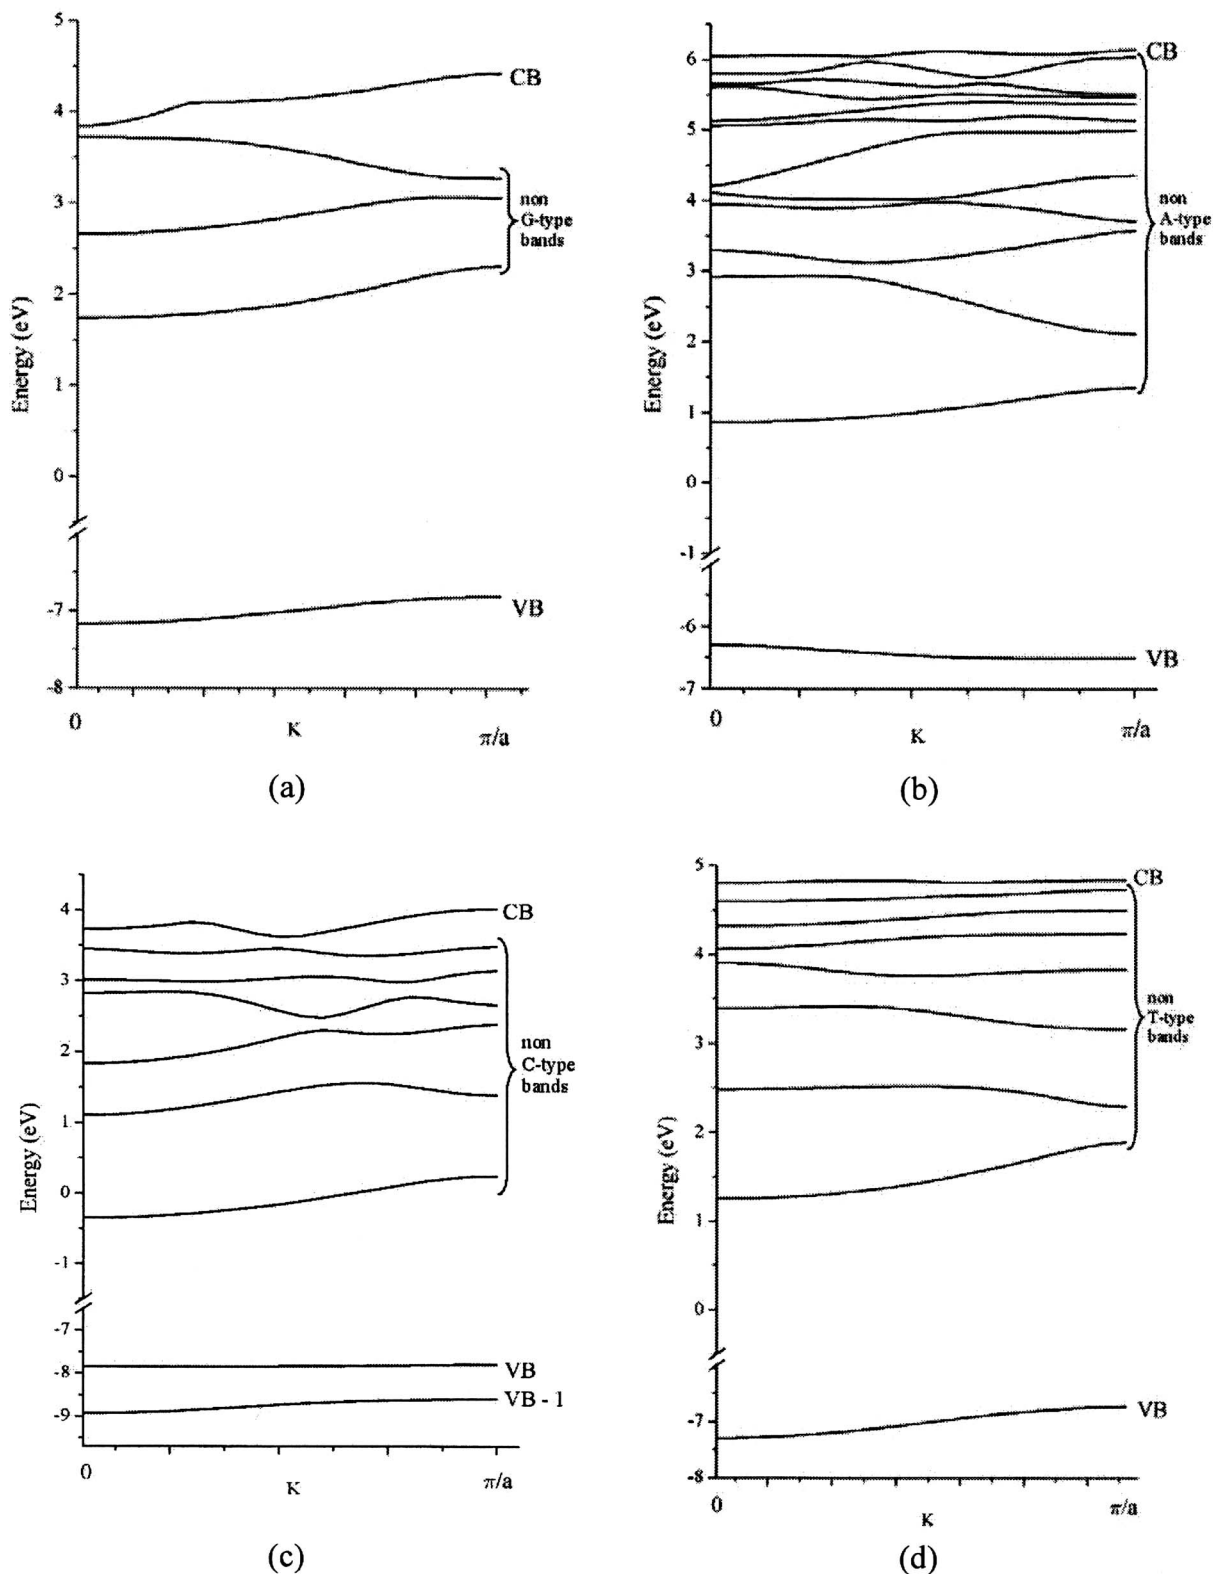 5
CB
4
3
non
G-type
bands
2
1
0
Energy (eV)
-7
VB
-8
0
K
π/a
(a)
6
CB
5
4
non
A-type
bands
3
2
1
0
-1
Energy (eV)
-6
VB
-7
0
K
π/a
(b)
4
CB
3
2
non
C-type
bands
1
0
-1
Energy (eV)
-7
-8
VB
VB - 1
-9
0
K
π/a
(c)
5
CB
4
non
T-type
bands
3
2
1
0
Energy (eV)
-7
VB
-8
0
K
π/a
(d)